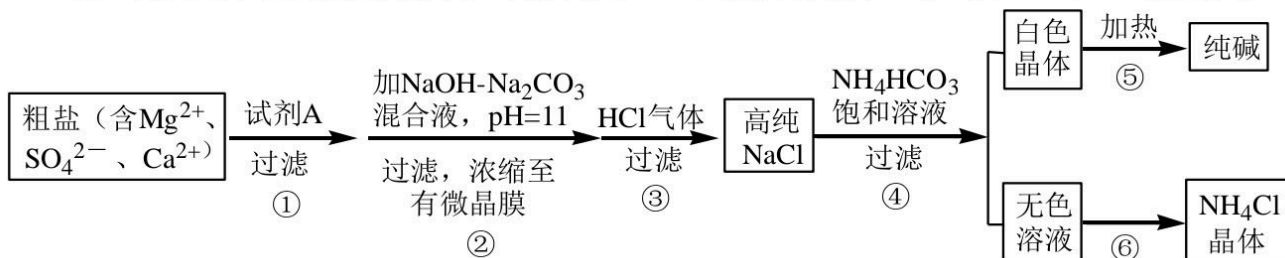 粗盐（含Mg²⁺、
SO₄²⁻、Ca²⁺）
试剂A
过滤
①
加NaOH-Na₂CO₃
混合液，pH=11
过滤，浓缩至
有微晶膜
②
HCl气体
过滤
③
高纯
NaCl
NH₄HCO₃
饱和溶液
过滤
④
白色
晶体
加热
⑤
纯碱
无色
溶液
⑥
NH₄Cl
晶体